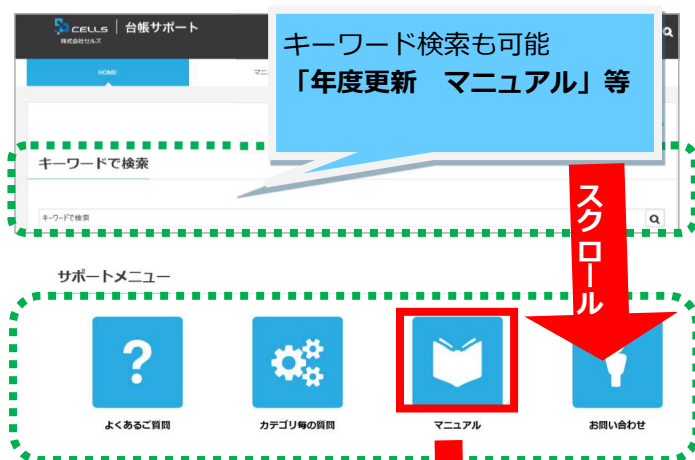 CELLS 台帳サポート
株式会社セルズ
キーワード検索も可能
「年度更新　マニュアル」等
HOME
マニ
キーワードで検索
キーワードで検索
スクロール
サポートメニュー
よくあるご質問
カテゴリ毎の質問
マニュアル
お問い合わせ